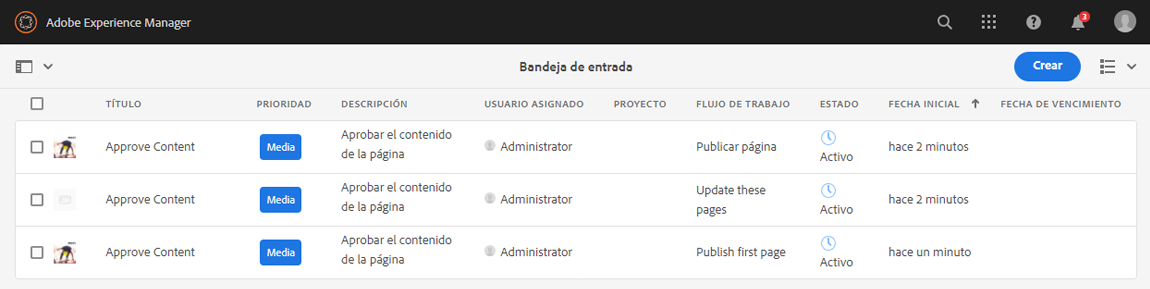 Adobe Experience Manager
3
Bandeja de entrada
Crear
TÍTULO PRIORIDAD DESCRIPCIÓN USUARIO ASIGNADO PROYECTO FLUJO DE TRABAJO ESTADO FECHA INICIAL FECHA DE VENCIMIENTO
Approve Content Media Aprobar el contenido
de la página Administrator Publicar página Activo hace 2 minutos
Approve Content Media Aprobar el contenido
de la página Administrator Update these
pages Activo hace 2 minutos
Approve Content Media Aprobar el contenido
de la página Administrator Publish first page Activo hace un minuto